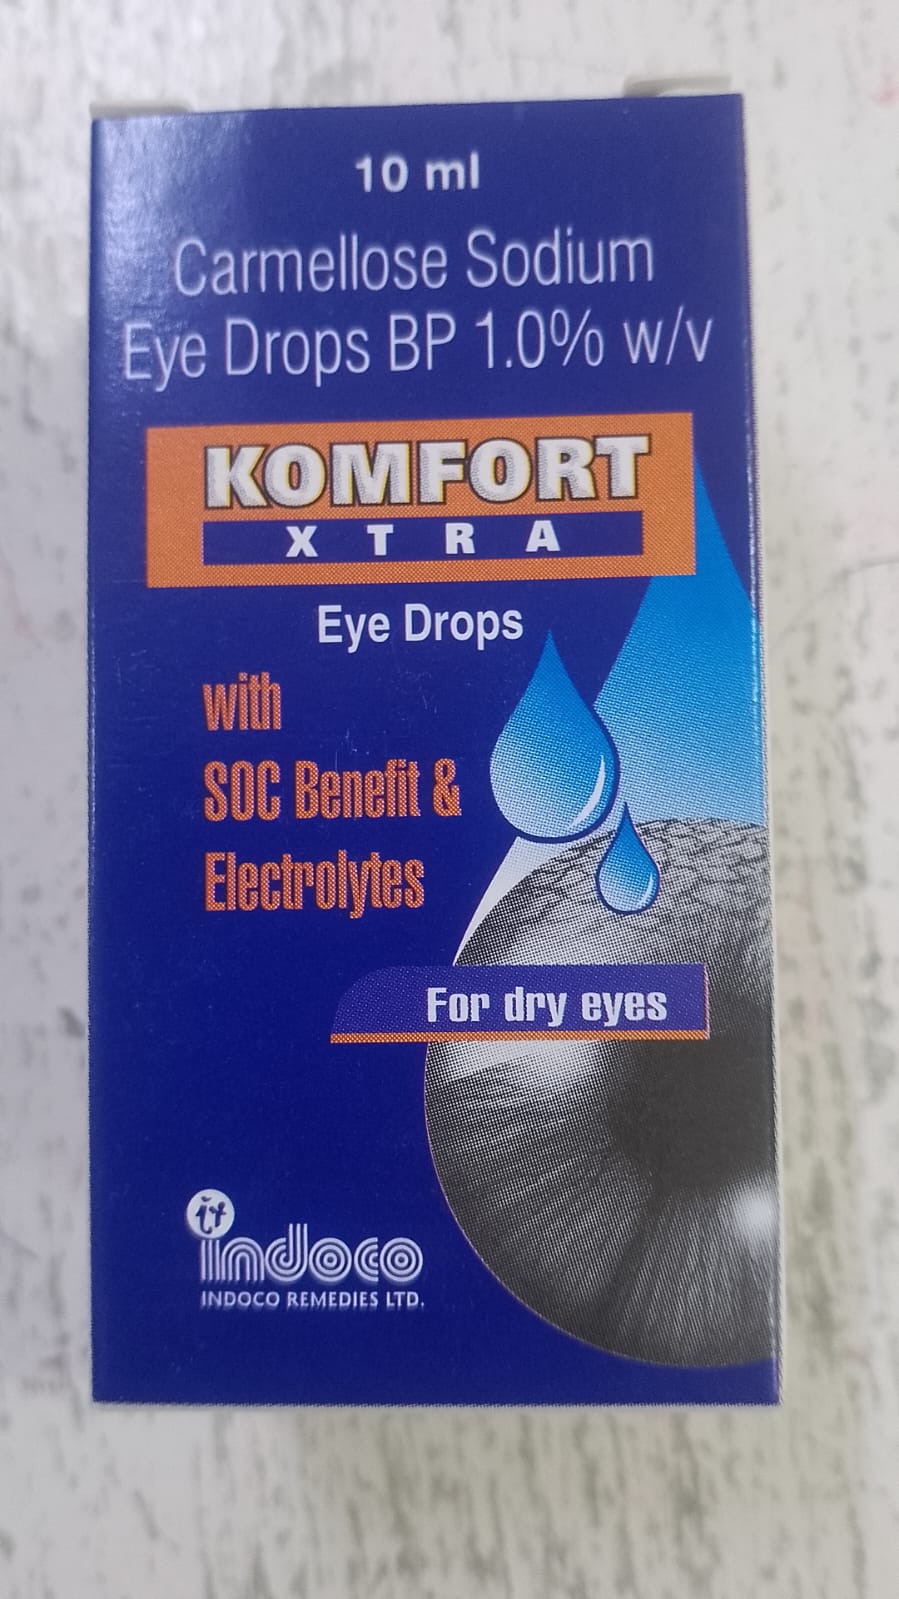 10 ml
Carmellose Sodium
Eye Drops BP 1.0% w/v
KOMFORT
XTRA
Eye Drops
with
SOC Benefit &
Electrolytes
For dry eyes
indoco
INDOCO REMEDIES LTD.